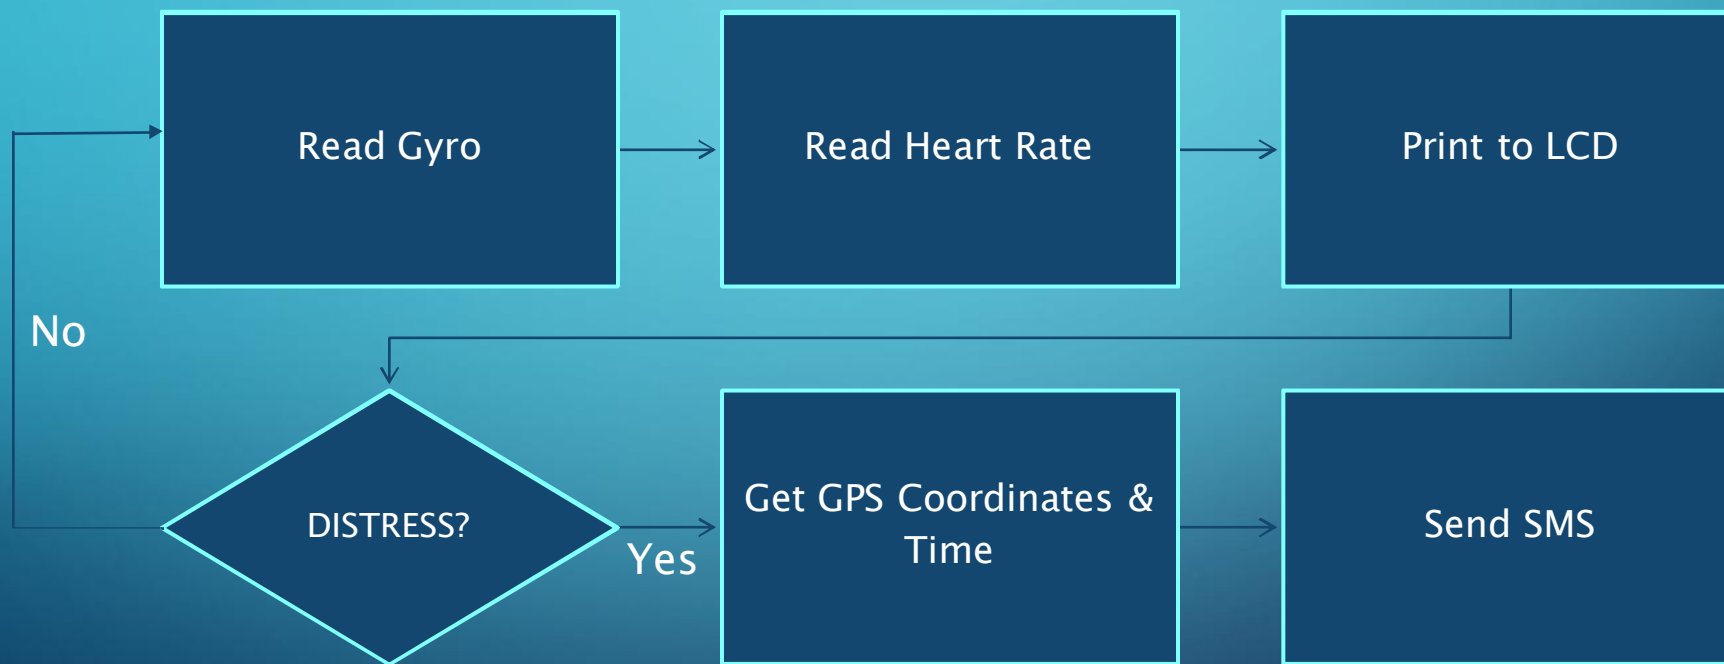 Read Gyro
Read Heart Rate
Print to LCD
No
DISTRESS?
Yes
Get GPS Coordinates &
Time
Send SMS